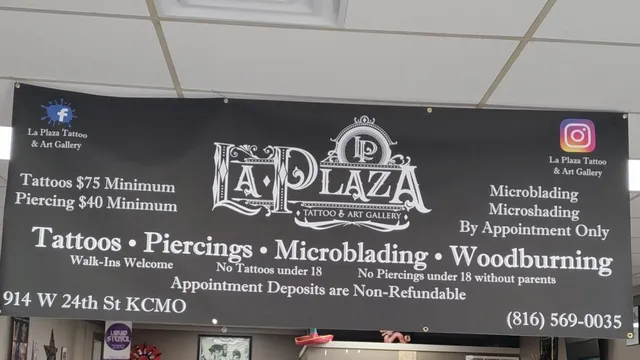 La Plaza Tattoo
& Art Gallery
LP
LA·PLAZA
TATTOO & ART GALLERY
La Plaza Tattoo
& Art Gallery
Tattoos $75 Minimum
Piercing $40 Minimum
Microblading
Microshading
By Appointment Only
Tattoos • Piercings • Microblading • Woodburning
Walk-Ins Welcome No Tattoos under 18 No Piercings under 18 without parents
Appointment Deposits are Non-Refundable
914 W 24th St KCMO
(816) 569-0035